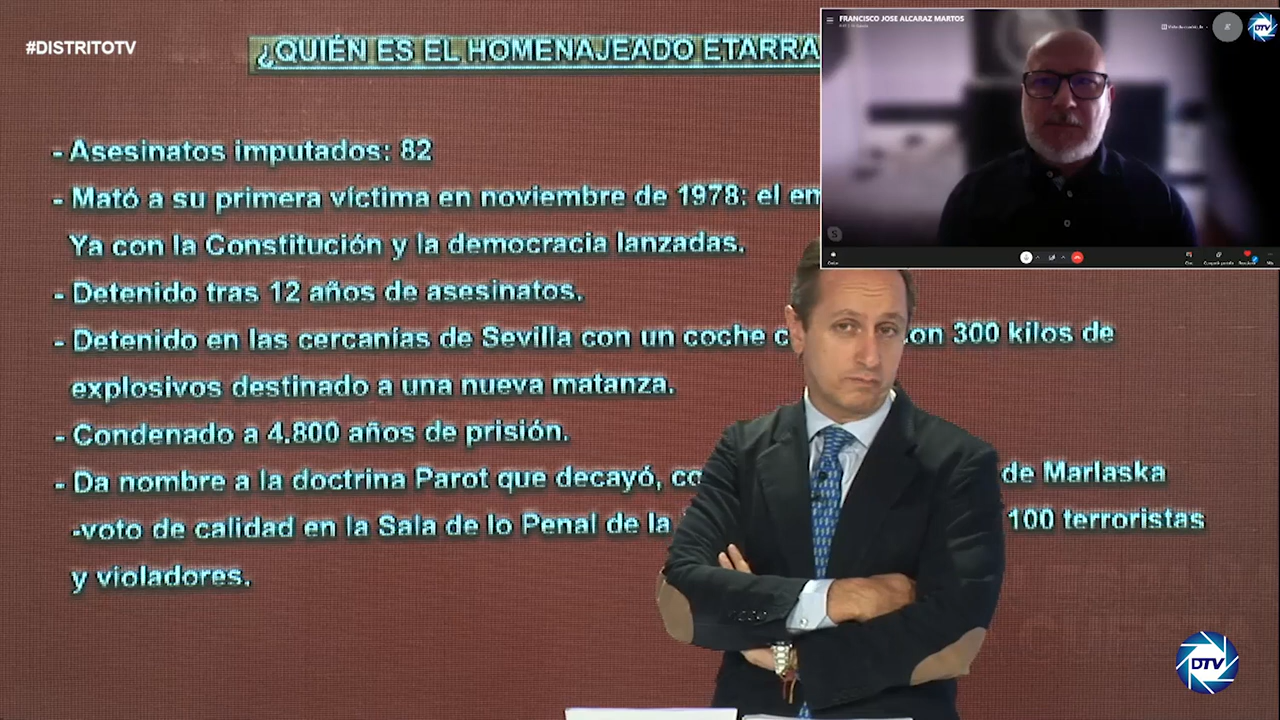 #DISTRITOTV
¿QUIÉN ES EL HOMENAJEADO ETARRA
FRANCISCO JOSE ALCARAZ MARTOS
DTV
- Asesinatos imputados: 82
- Mató a su primera víctima en noviembre de 1978: el
Ya con la Constitución y la democracia lanzadas.
- Detenido tras 12 años de asesinatos.
- Detenido en las cercanías de Sevilla con un coche 300 kilos de
explosivos destinado a una nueva matanza.
- Condenado a 4.800 años de prisión.
- Da nombre a la doctrina Parot que decayó, de Marlaska
-voto de calidad en la Sala de lo Penal de la 100 terroristas
y violadores.
DTV